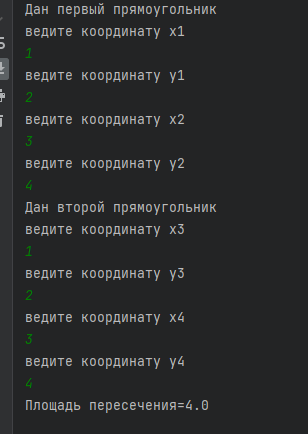 Дан первый прямоугольник
ведите координату x1
1
ведите координату y1
2
ведите координату x2
3
ведите координату y2
4
Дан второй прямоугольник
ведите координату x3
1
ведите координату y3
2
ведите координату x4
3
ведите координату y4
4
Площадь пересечения=4.0